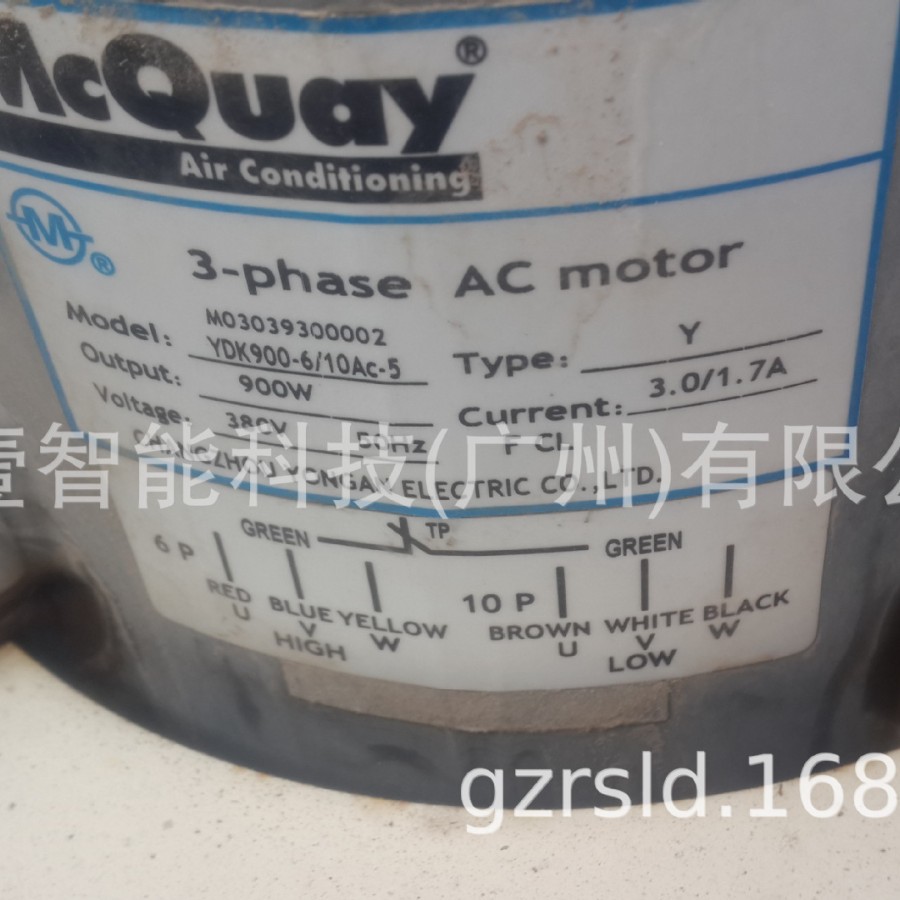 McQuay®
Air Conditioning
M ®
3-phase AC motor
Model: M03039300002
YDK900-6/10Ac-5 Type: Y
Output: 900W Current: 3.0/1.7A
Voltage: 380V 50Hz F CL
YONGAN ELECTRIC CO.,LTD.
壹智能科技(广州)有限公
6 P GREEN TP GREEN
RED BLUE YELLOW 10 P BROWN WHITE BLACK
U V W U V W
HIGH LOW
gzrsld.168